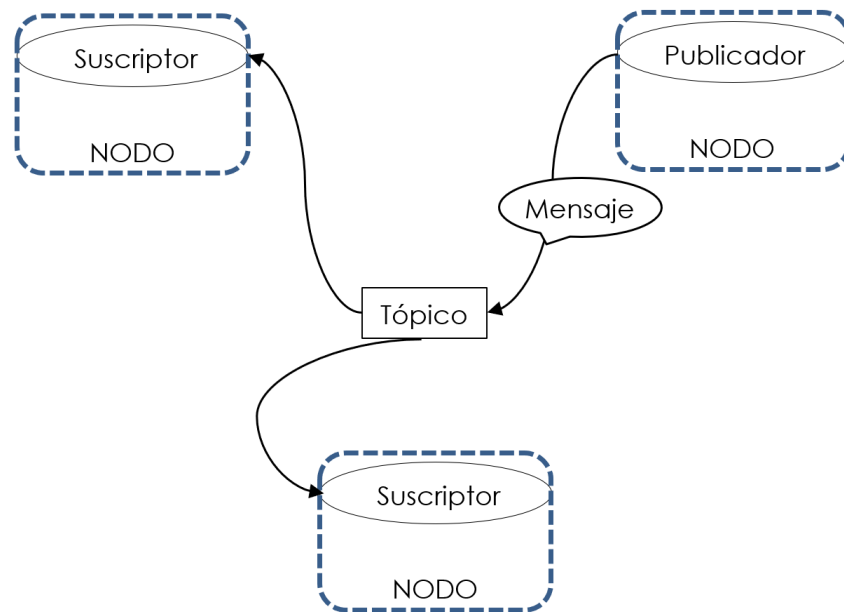 Suscriptor
NODO
Publicador
NODO
Mensaje
Tópico
Suscriptor
NODO